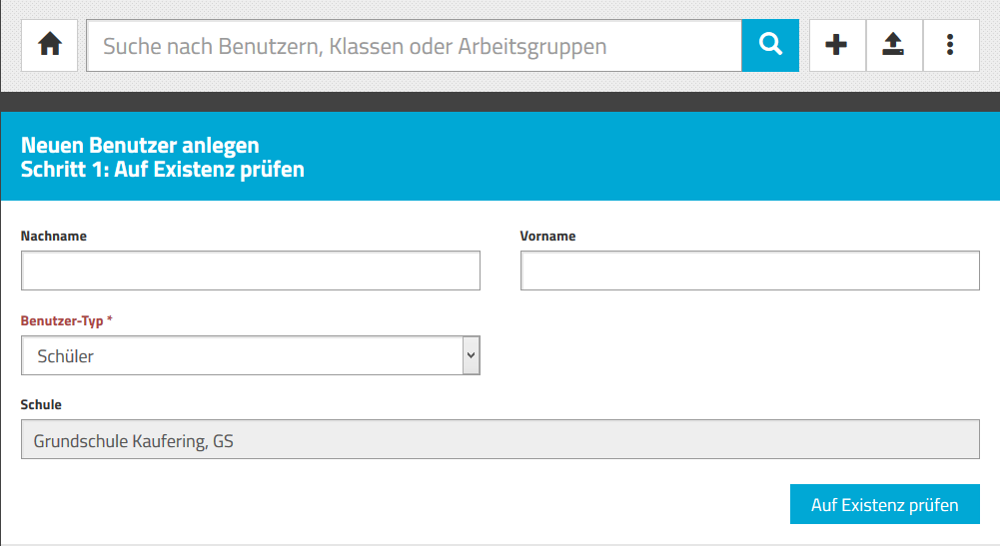 Suche nach Benutzern, Klassen oder Arbeitsgruppen
Neuen Benutzer anlegen
Schritt 1: Auf Existenz prüfen
Nachname
Vorname
Benutzer-Typ *
Schüler
Schule
Grundschule Kaufering, GS
Auf Existenz prüfen